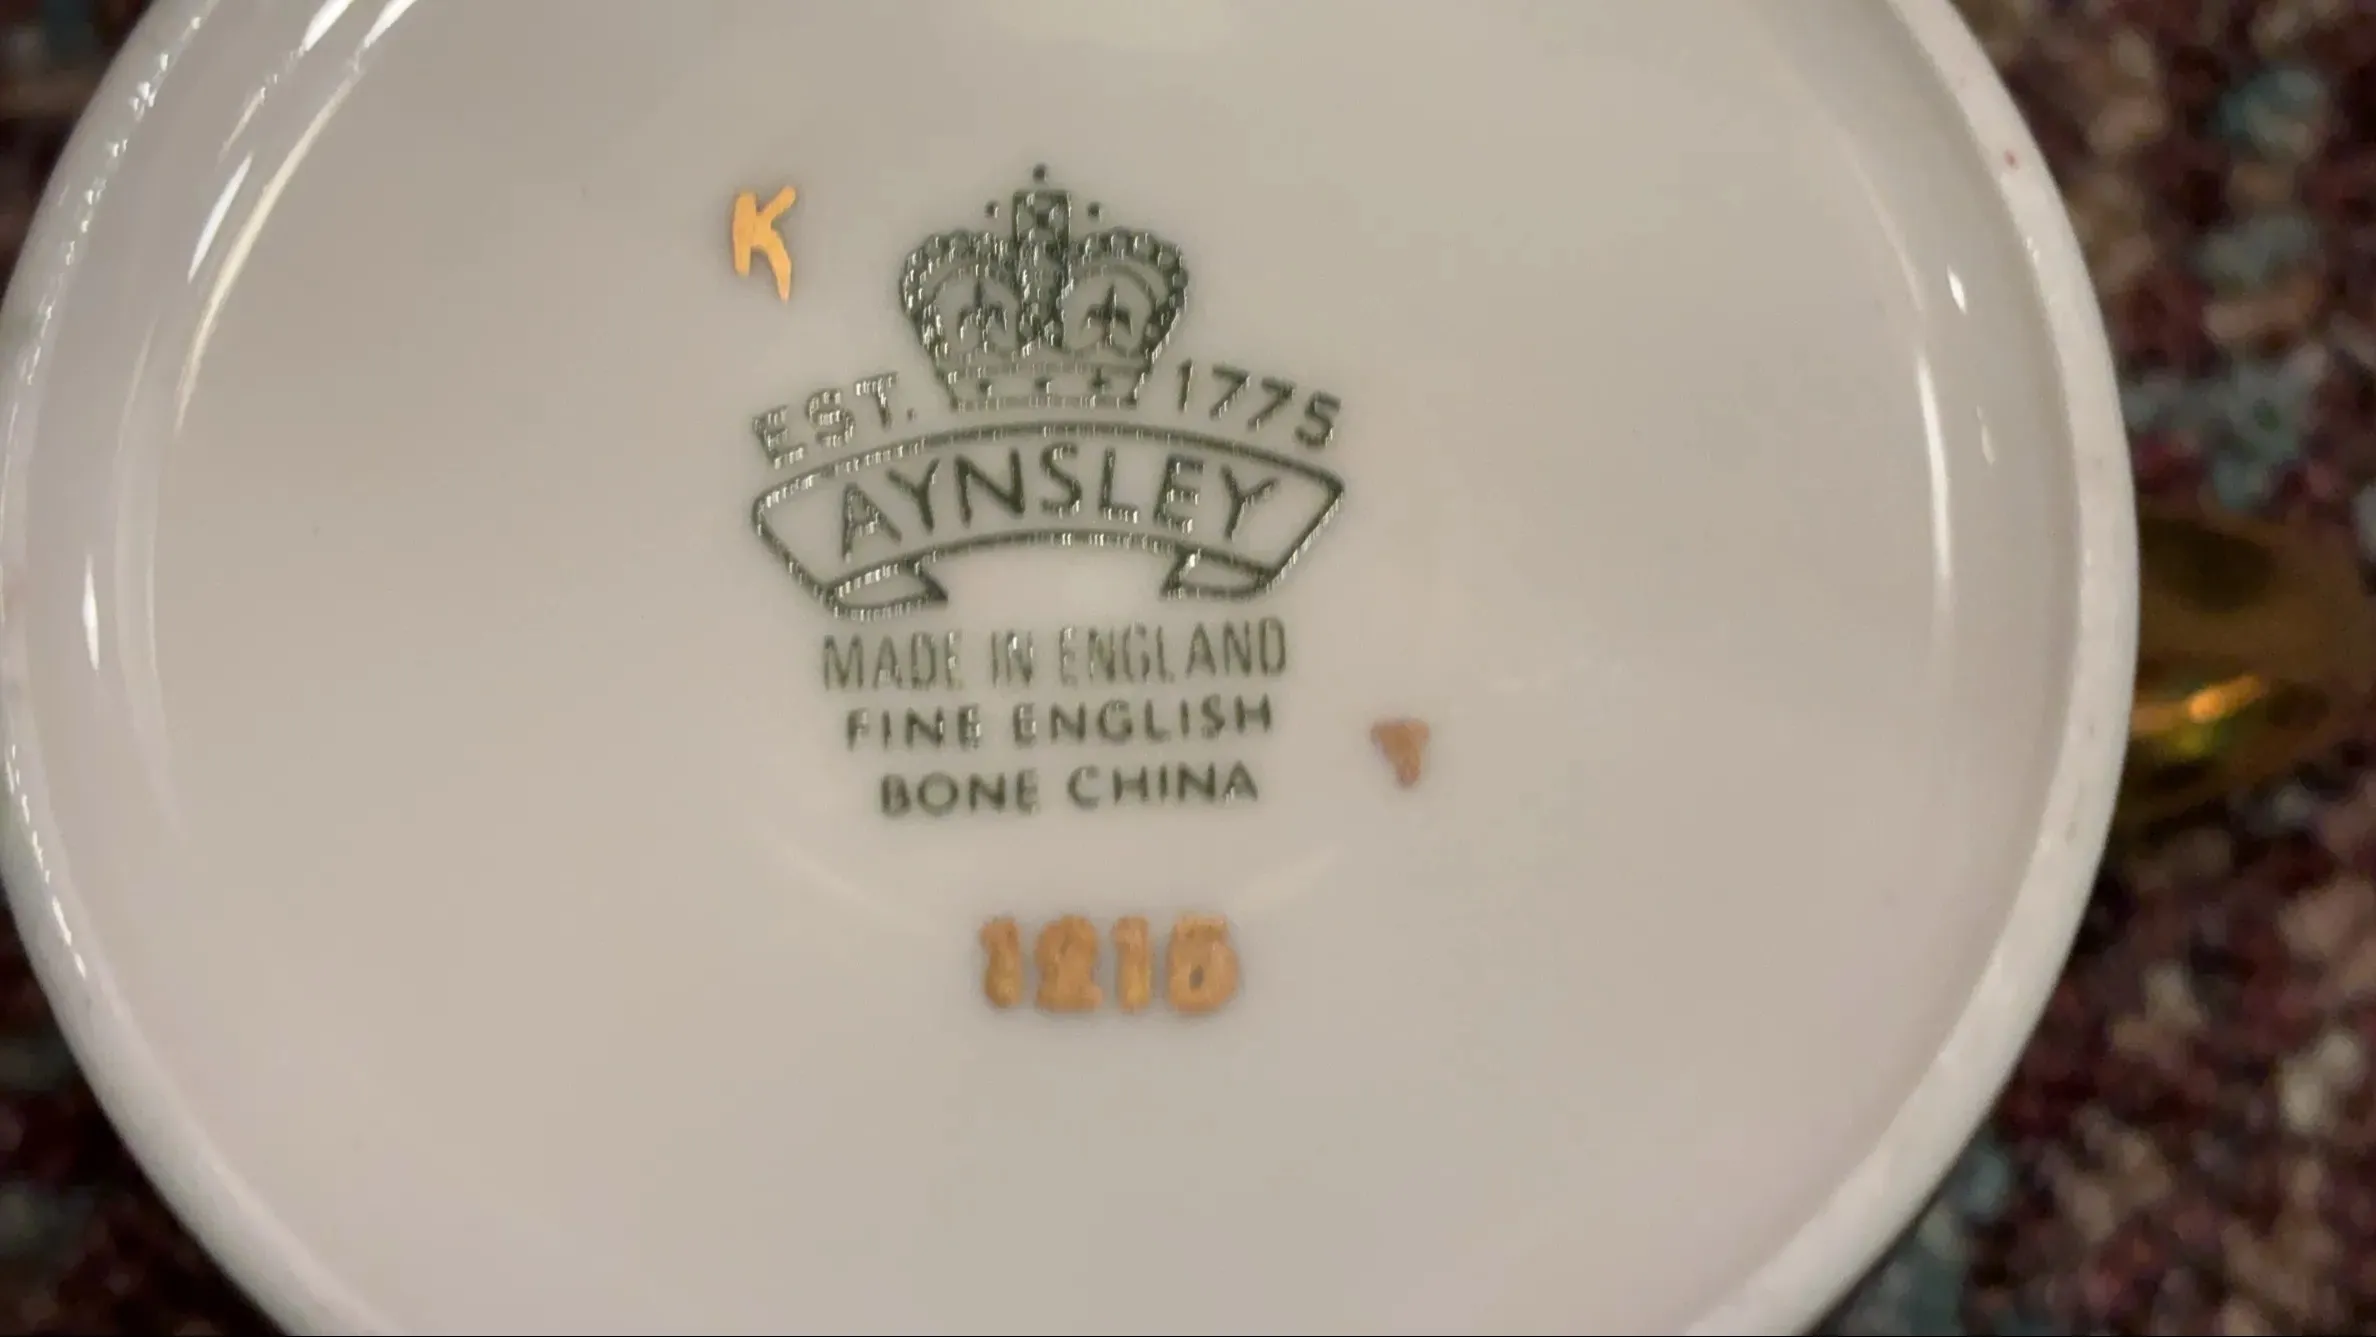 K
EST. 1775
AYNSLEY
MADE IN ENGLAND
FINE ENGLISH
BONE CHINA
1215